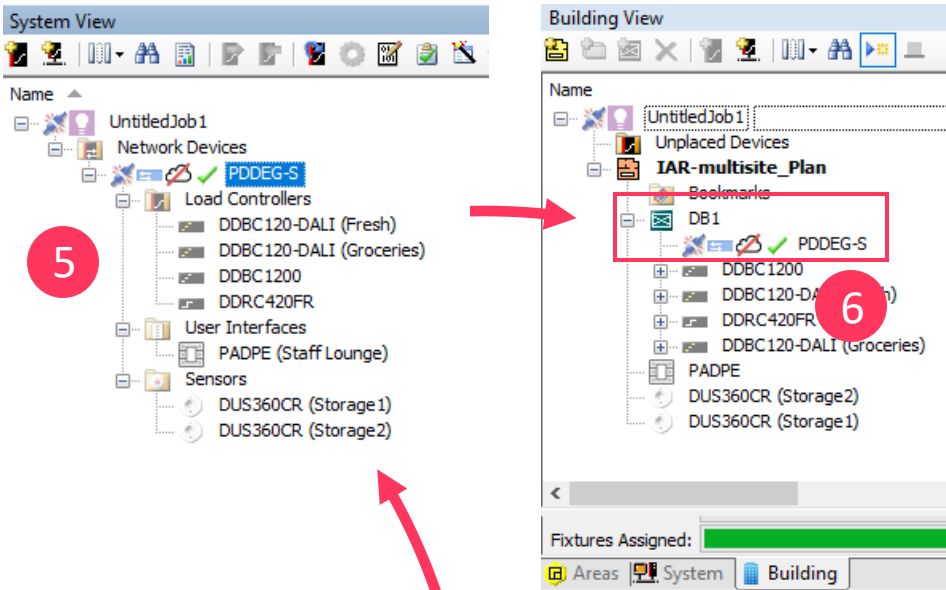 System View
Name
UntitledJob1
Network Devices
PDDEG-S
Load Controllers
DDBC120-DALI (Fresh)
DDBC120-DALI (Groceries)
DDBC1200
DDRC420FR
User Interfaces
PADPE (Staff Lounge)
Sensors
DUS360CR (Storage1)
DUS360CR (Storage2)
5
Building View
Name
UntitledJob1
Unplaced Devices
IAR-multisite_Plan
Bookmarks
DB1
PDDEG-S
DDBC1200
DDBC120-DA h)
DDRC420FR
DDBC120-DALI (Groceries)
PADPE
DUS360CR (Storage2)
DUS360CR (Storage1)
6
Fixtures Assigned:
Areas System Building